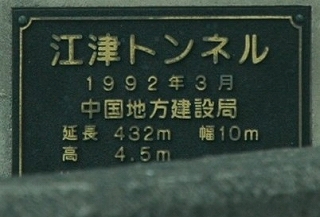 江津トンネル
1992年3月
中国地方建設局
延長 432m 幅10m
高 4.5m